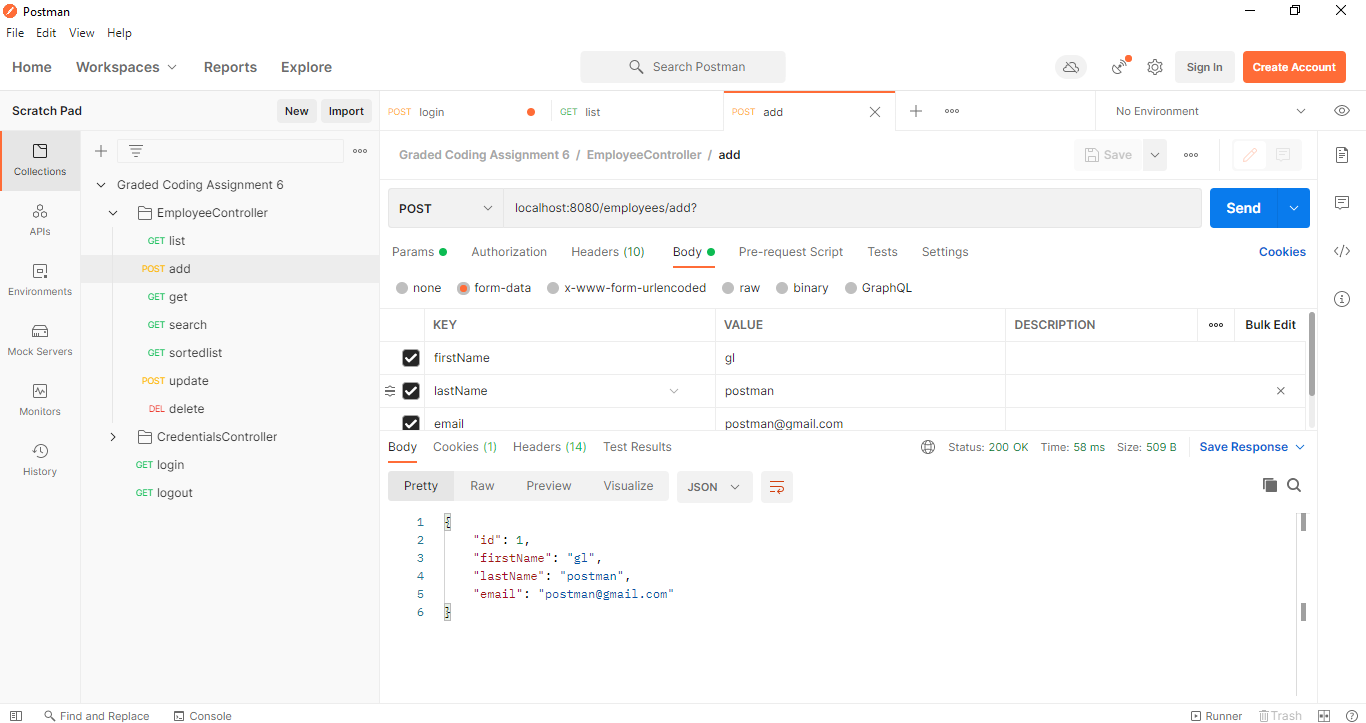 Postman
File Edit View Help
Home Workspaces Reports Explore Search Postman Sign In Create Account
Scratch Pad New Import
POST login GET list POST add No Environment
Collections
APIs
Environments
Mock Servers
Monitors
History
Graded Coding Assignment 6
EmployeeController
GET list
POST add
GET get
GET search
GET sortedlist
POST update
DEL delete
CredentialsController
GET login
GET logout
Graded Coding Assignment 6 / EmployeeController / add Save
POST localhost:8080/employees/add? Send
Params Authorization Headers (10) Body Pre-request Script Tests Settings Cookies
none form-data x-www-form-urlencoded raw binary GraphQL
KEY VALUE DESCRIPTION Bulk Edit
firstName gl
lastName postman
email postman@gmail.com
Body Cookies (1) Headers (14) Test Results Status: 200 OK Time: 58 ms Size: 509 B Save Response
Pretty Raw Preview Visualize JSON
1 {
2 "id": 1,
3 "firstName": "gl",
4 "lastName": "postman",
5 "email": "postman@gmail.com"
6 }
Find and Replace Console Runner Trash